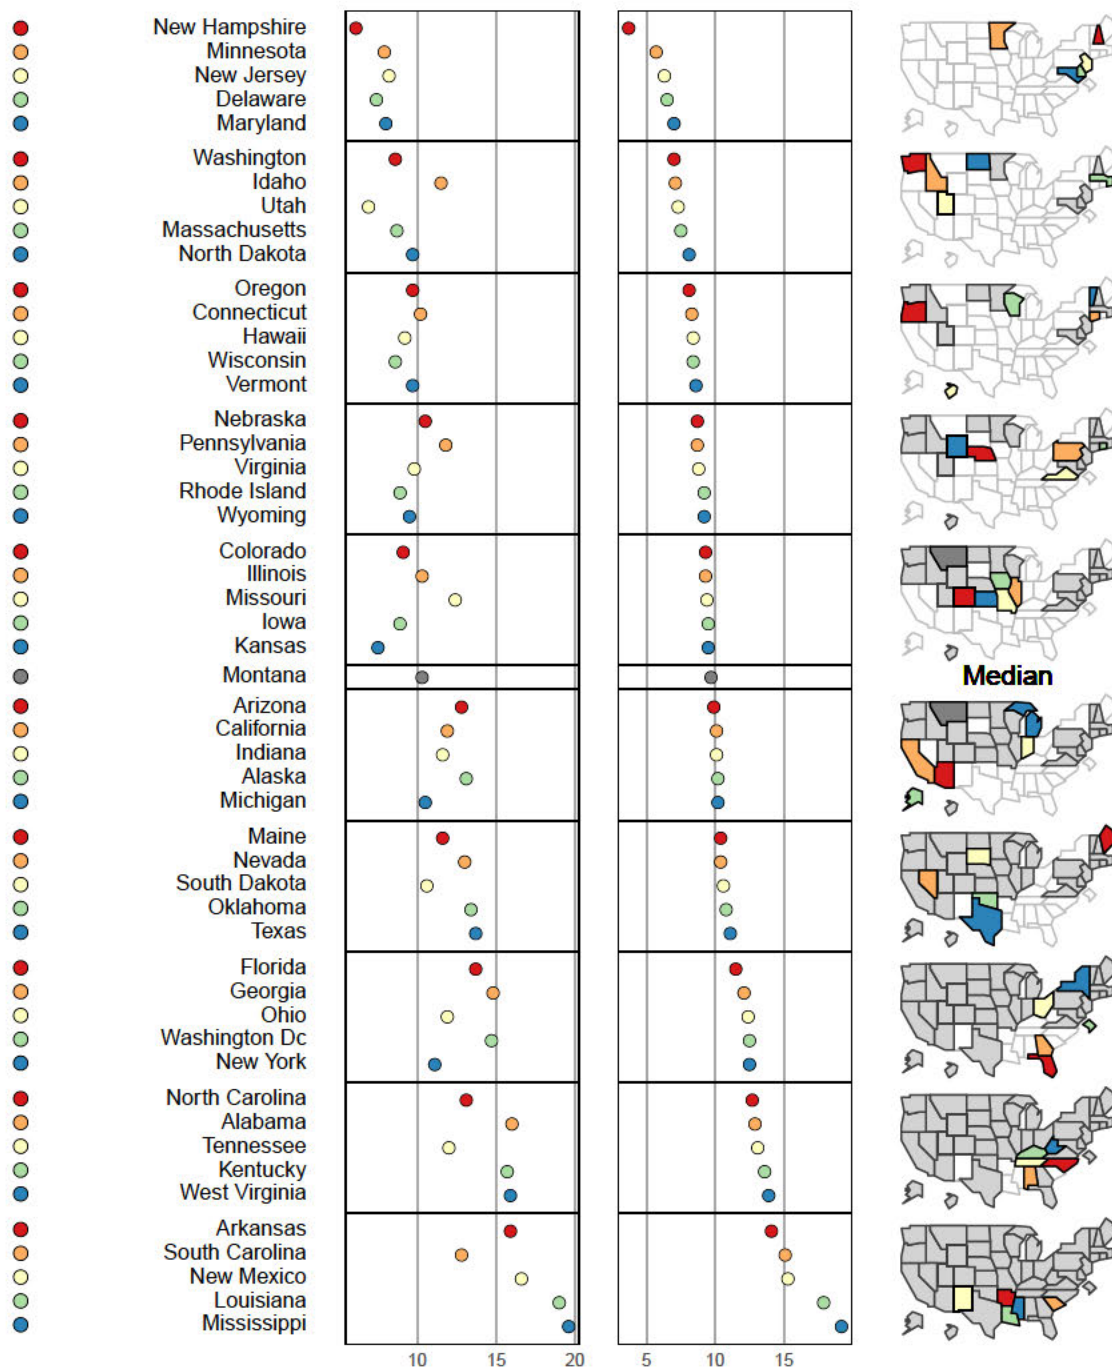 New Hampshire
Minnesota
New Jersey
Delaware
Maryland
Washington
Idaho
Utah
Massachusetts
North Dakota
Oregon
Connecticut
Hawaii
Wisconsin
Vermont
Nebraska
Pennsylvania
Virginia
Rhode Island
Wyoming
Colorado
Illinois
Missouri
Iowa
Kansas
Montana Median
Arizona
California
Indiana
Alaska
Michigan
Maine
Nevada
South Dakota
Oklahoma
Texas
Florida
Georgia
Ohio
Washington Dc
New York
North Carolina
Alabama
Tennessee
Kentucky
West Virginia
Arkansas
South Carolina
New Mexico
Louisiana
Mississippi
10 15 20 5 10 15